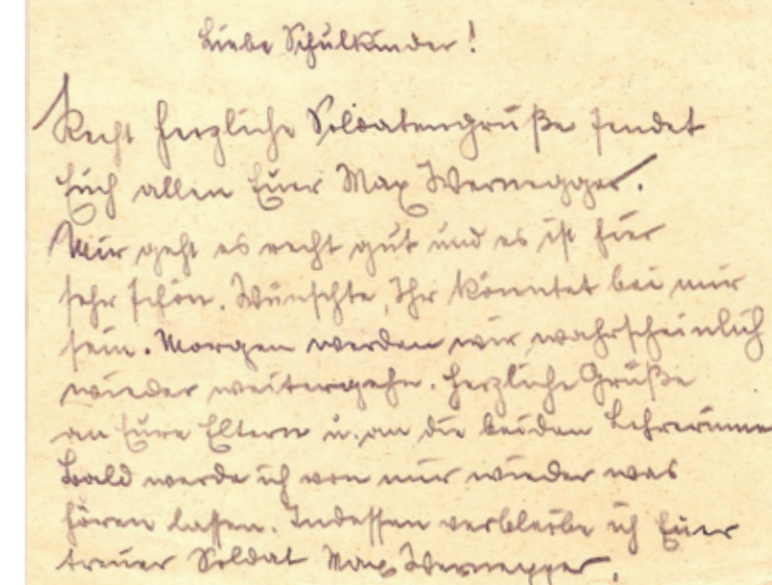 Liebe Schulkinder!
Recht herzliche Soldatengrüße sendet
Euch allen Euer Max Wernegger.
Mir geht es recht gut und es ist hier
sehr schön. Wünschte, Ihr könntet bei mir
sein. Morgen werden wir wahrscheinlich
wieder weitergehn. Herzliche Grüße
an Eure Eltern u. an die beiden Lehrerinnen
Bald werde ich von mir wieder was
hören lassen. Indessen verbleibe ich Euer
treuer Soldat Max Wernegger.